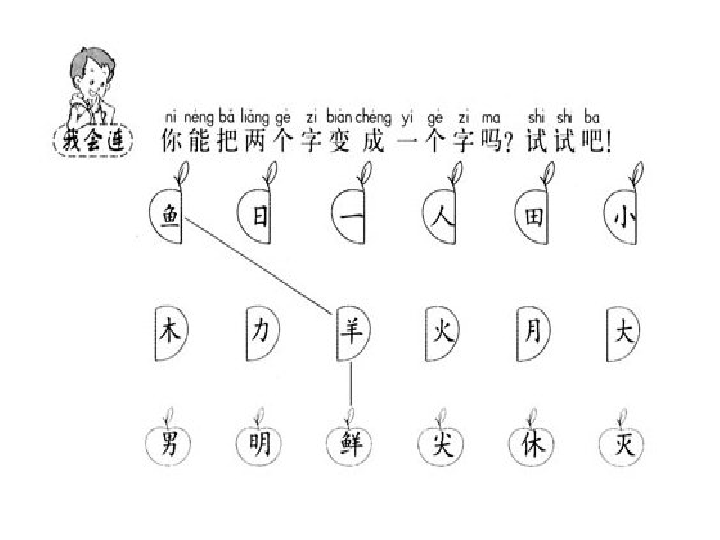 nǐ néng bǎ liǎng gè zì biàn chéng yí gè zì ma shì shi ba
我会连 你能把两个字变成一个字吗?试试吧!
鱼 日 一 人 田 小
木 力 羊 火 月 大
男 明 鲜 尖 休 灭